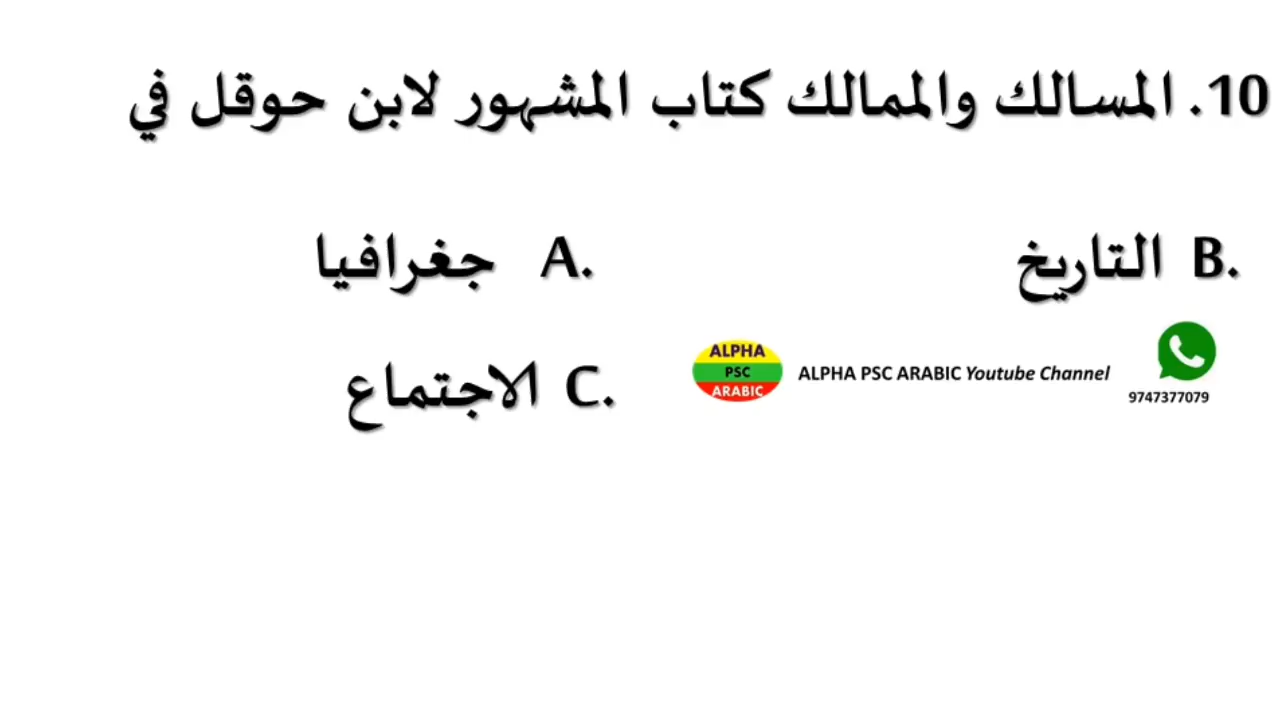 10. المسالك والممالك كتاب المشهور لابن حوقل في
B. التاريخ
A. جغرافيا
C. الاجتماع
ALPHA
PSC
ARABIC
ALPHA PSC ARABIC Youtube Channel
9747377079